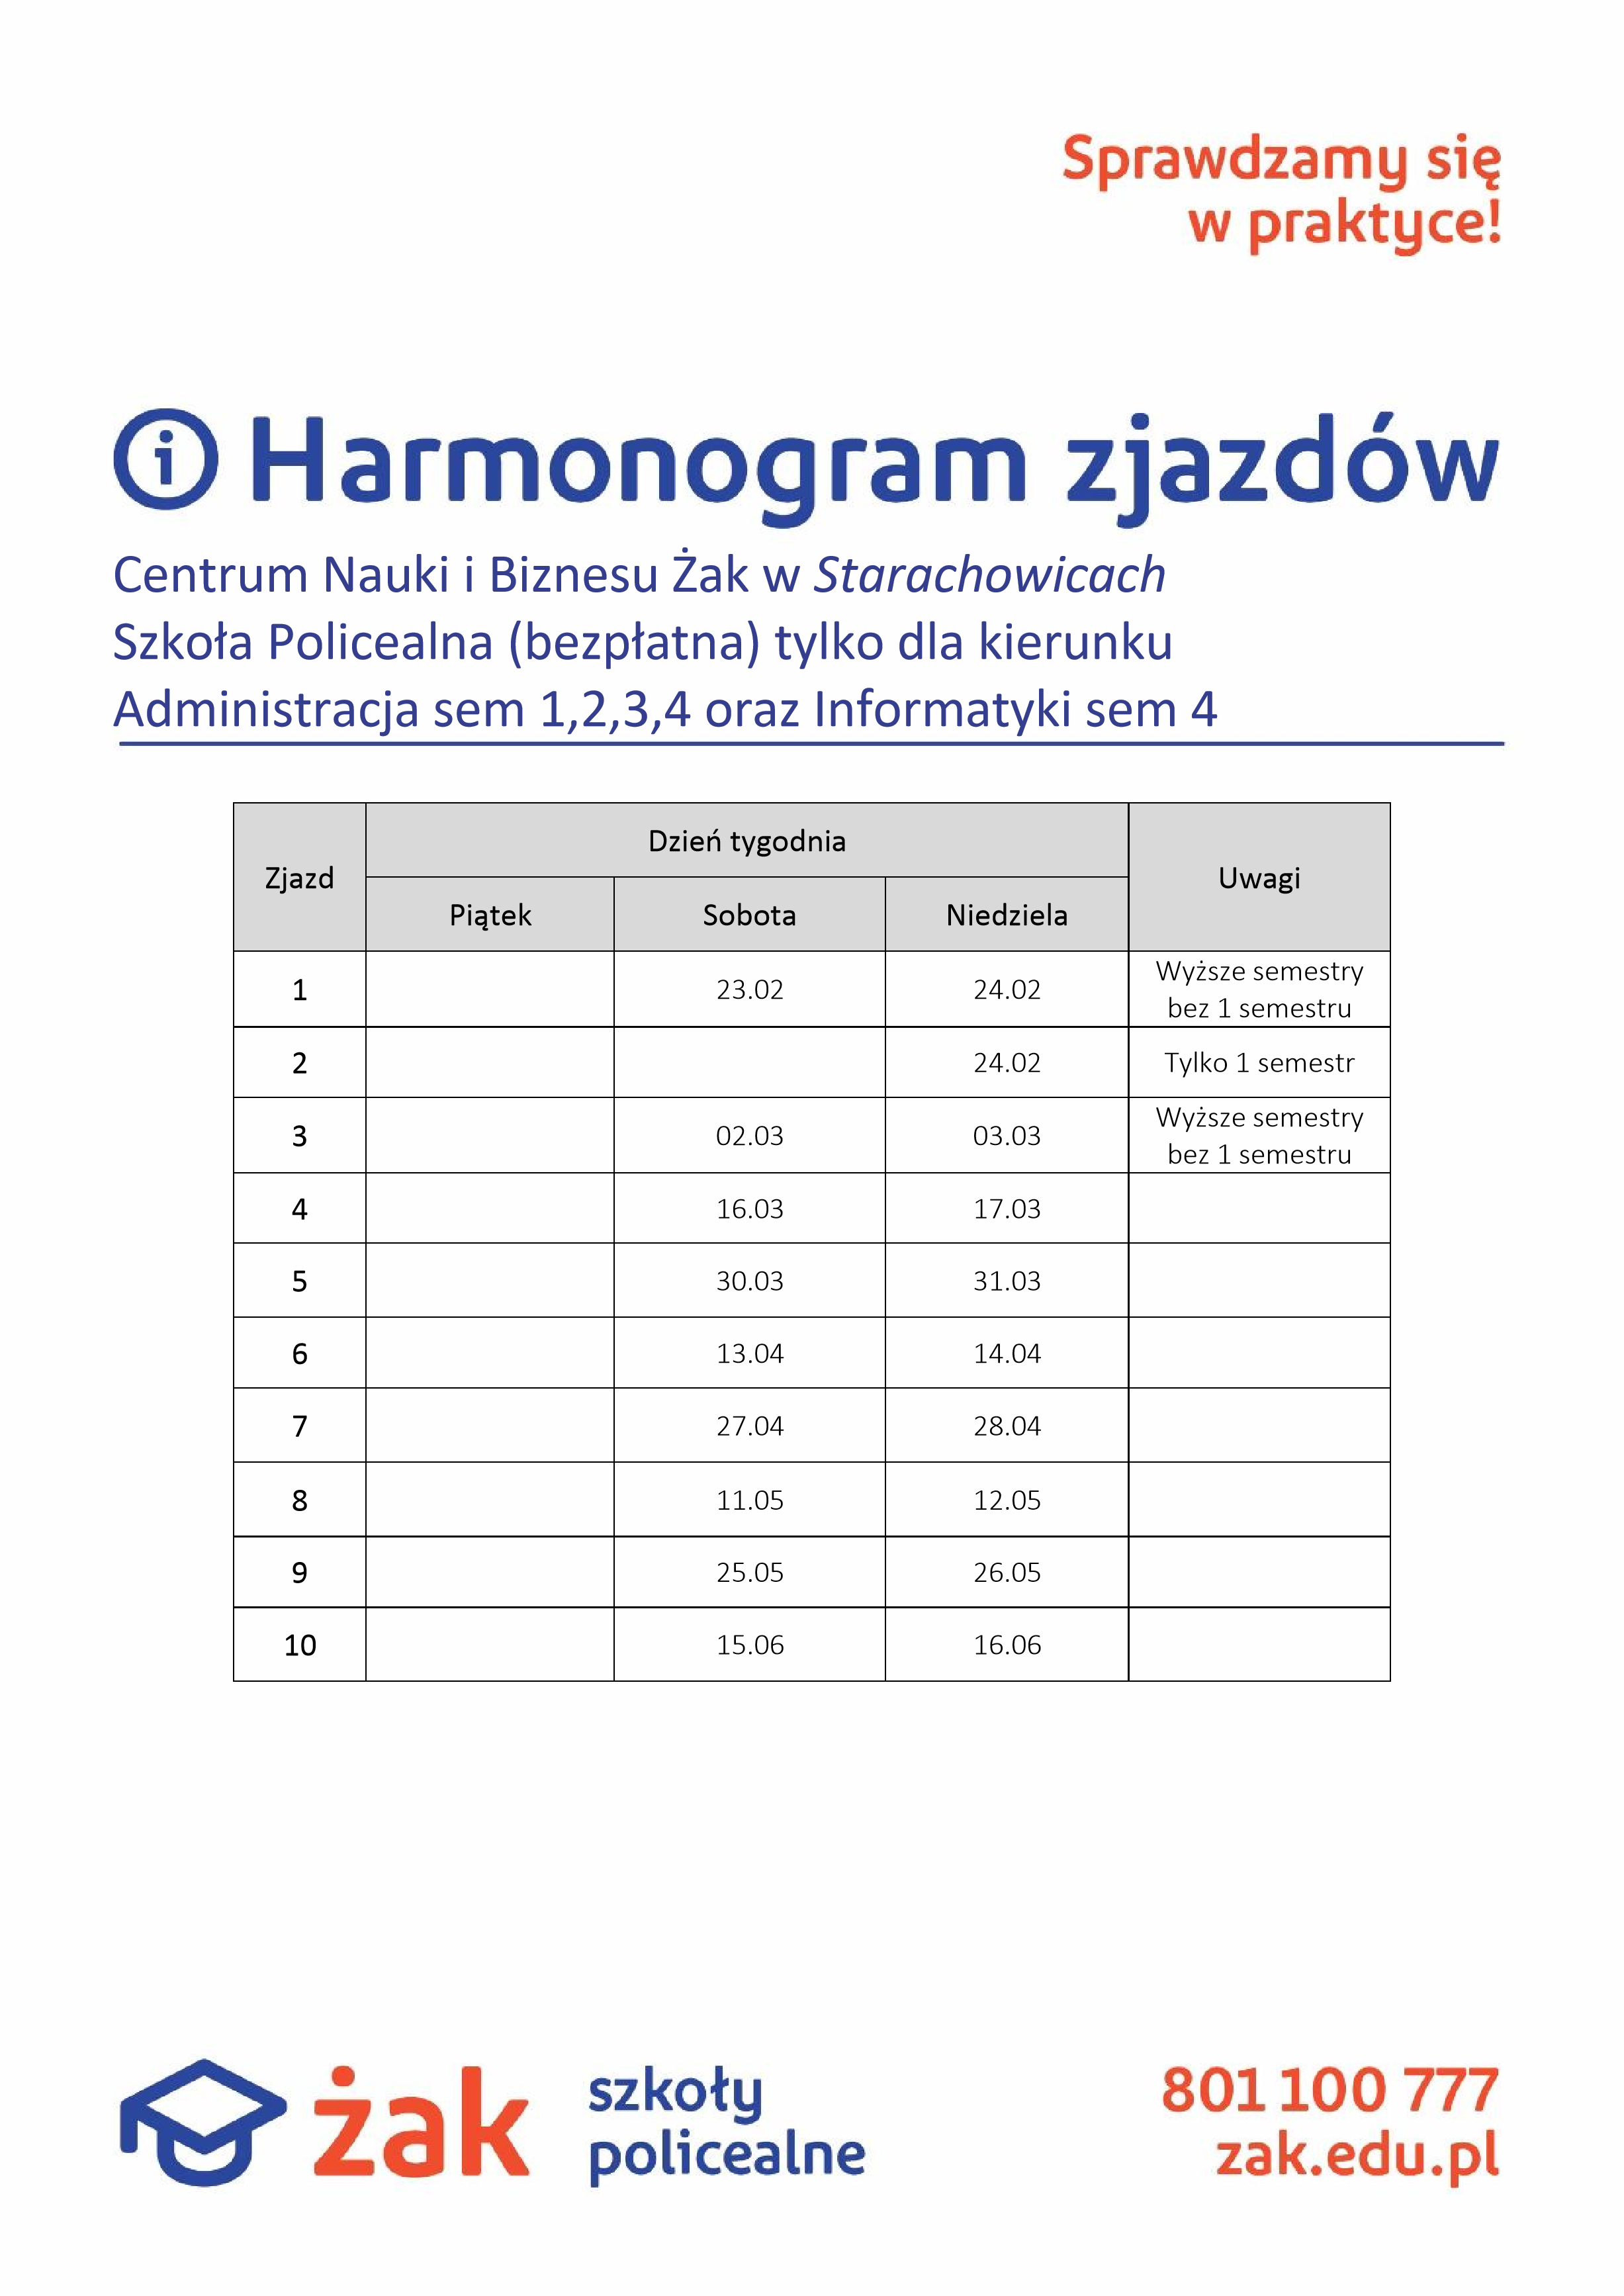 Sprawdzamy się
w praktyce!
i Harmonogram zjazdów
Centrum Nauki i Biznesu Żak w Starachowicach
Szkoła Policealna (bezpłatna) tylko dla kierunku
Administracja sem 1,2,3,4 oraz Informatyki sem 4
Zjazd Dzień tygodnia Uwagi
Piątek Sobota Niedziela
1 23.02 24.02 Wyższe semestry
bez 1 semestru
2 24.02 Tylko 1 semestr
3 02.03 03.03 Wyższe semestry
bez 1 semestru
4 16.03 17.03
5 30.03 31.03
6 13.04 14.04
7 27.04 28.04
8 11.05 12.05
9 25.05 26.05
10 15.06 16.06
żak szkoły
policealne
801 100 777
zak.edu.pl